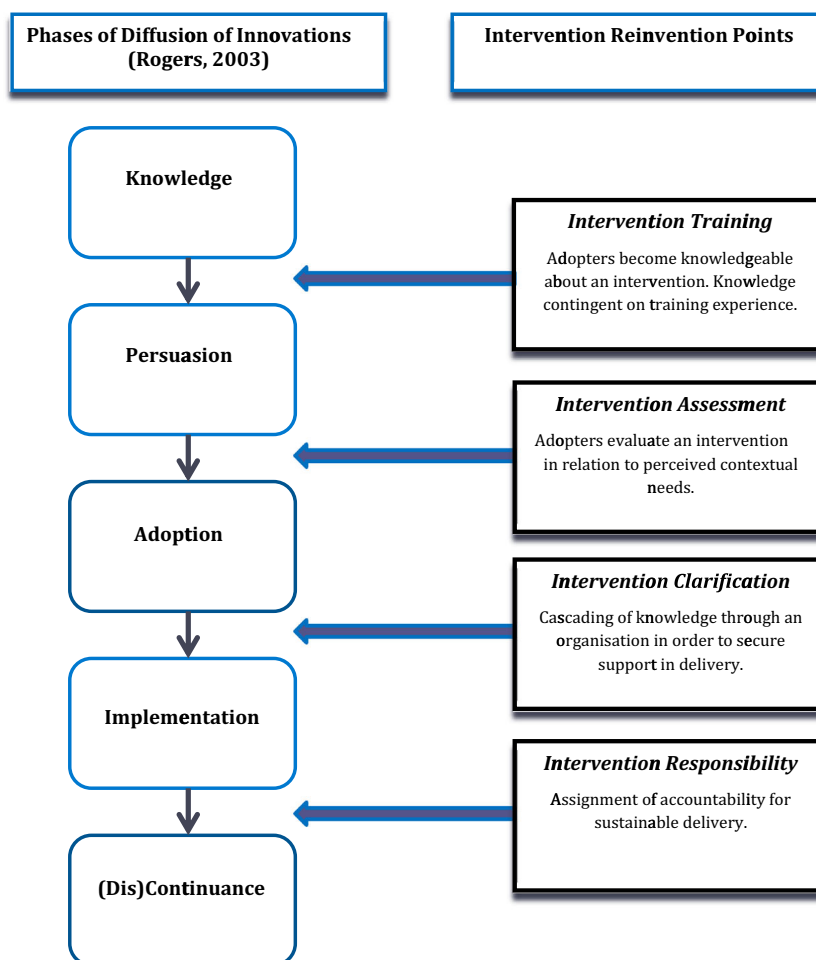 Phases of Diffusion of Innovations
(Rogers, 2003)
Intervention Reinvention Points
Knowledge
Intervention Training
Adopters become knowledgeable
about an intervention. Knowledge
contingent on training experience.
Persuasion
Intervention Assessment
Adopters evaluate an intervention
in relation to perceived contextual
needs.
Adoption
Intervention Clarification
Cascading of knowledge through an
organisation in order to secure
support in delivery.
Implementation
Intervention Responsibility
Assignment of accountability for
sustainable delivery.
(Dis)Continuance